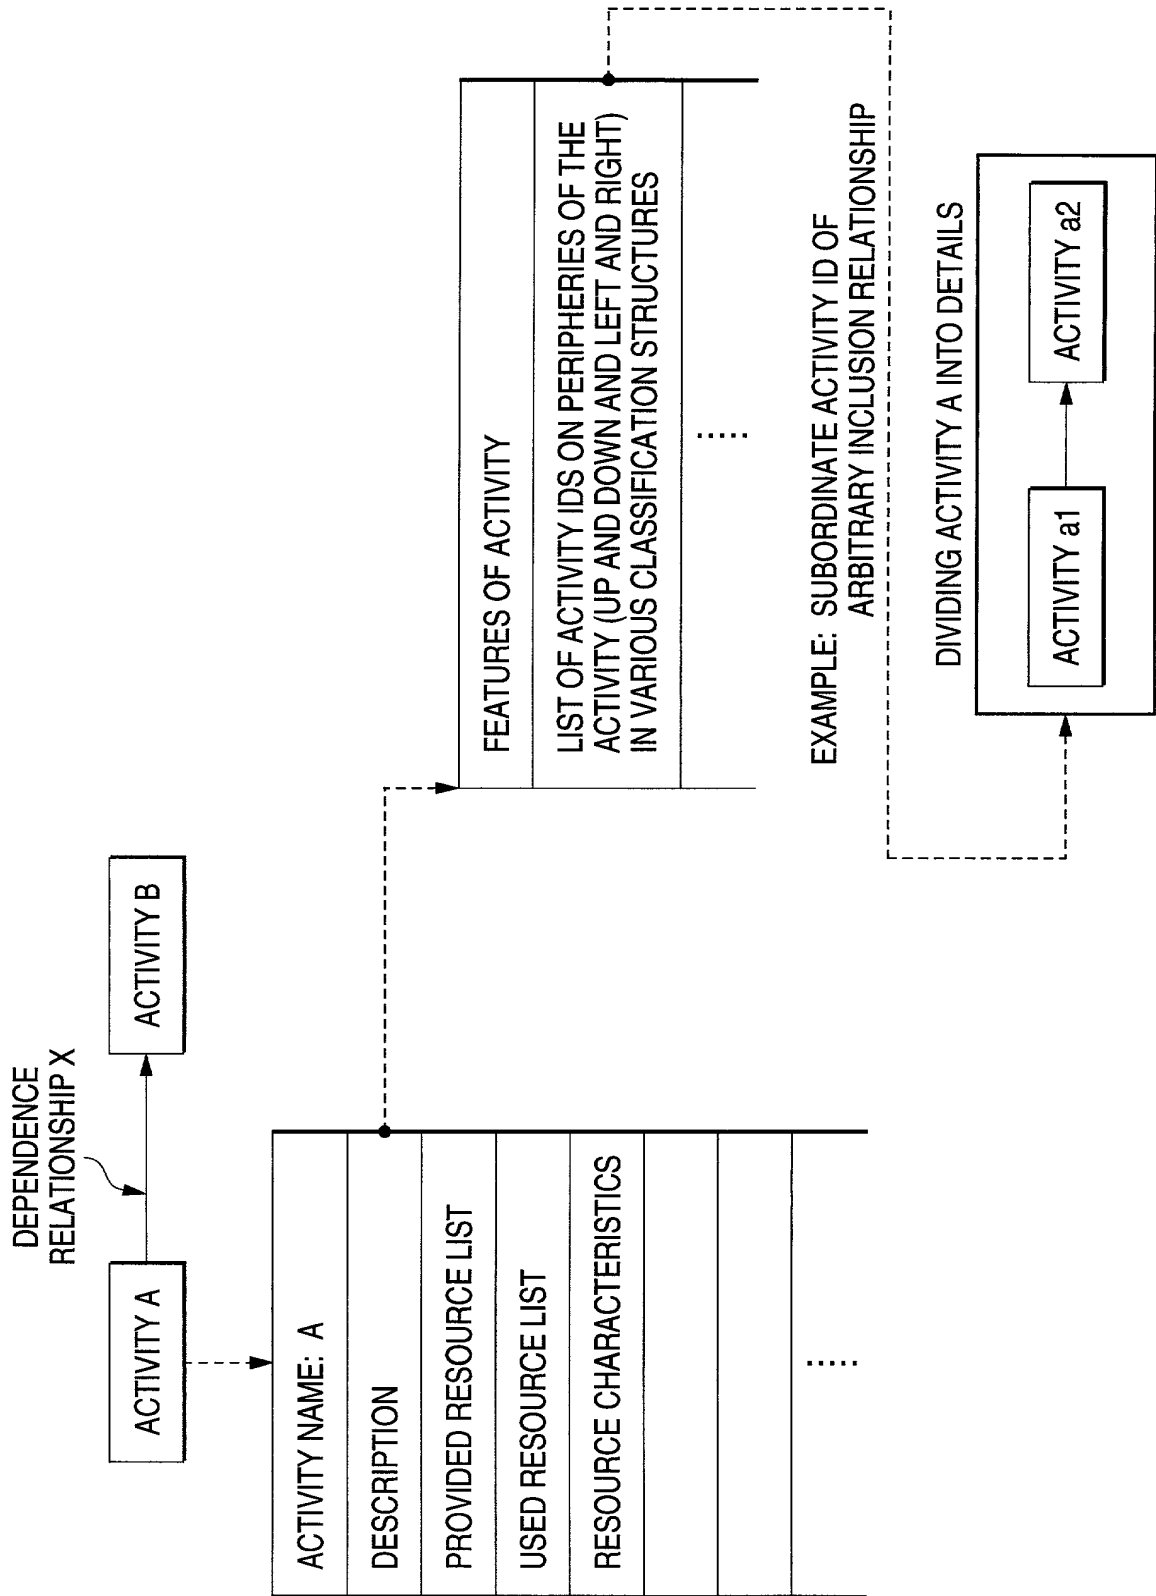 DEPENDENCE
RELATIONSHIP X
ACTIVITY A
ACTIVITY B
ACTIVITY NAME: A
DESCRIPTION
PROVIDED RESOURCE LIST
USED RESOURCE LIST
RESOURCE CHARACTERISTICS
.....
FEATURES OF ACTIVITY
LIST OF ACTIVITY IDS ON PERIPHERIES OF THE
ACTIVITY (UP AND DOWN AND LEFT AND RIGHT)
IN VARIOUS CLASSIFICATION STRUCTURES
.....
EXAMPLE: SUBORDINATE ACTIVITY ID OF
ARBITRARY INCLUSION RELATIONSHIP
DIVIDING ACTIVITY A INTO DETAILS
ACTIVITY a1
ACTIVITY a2